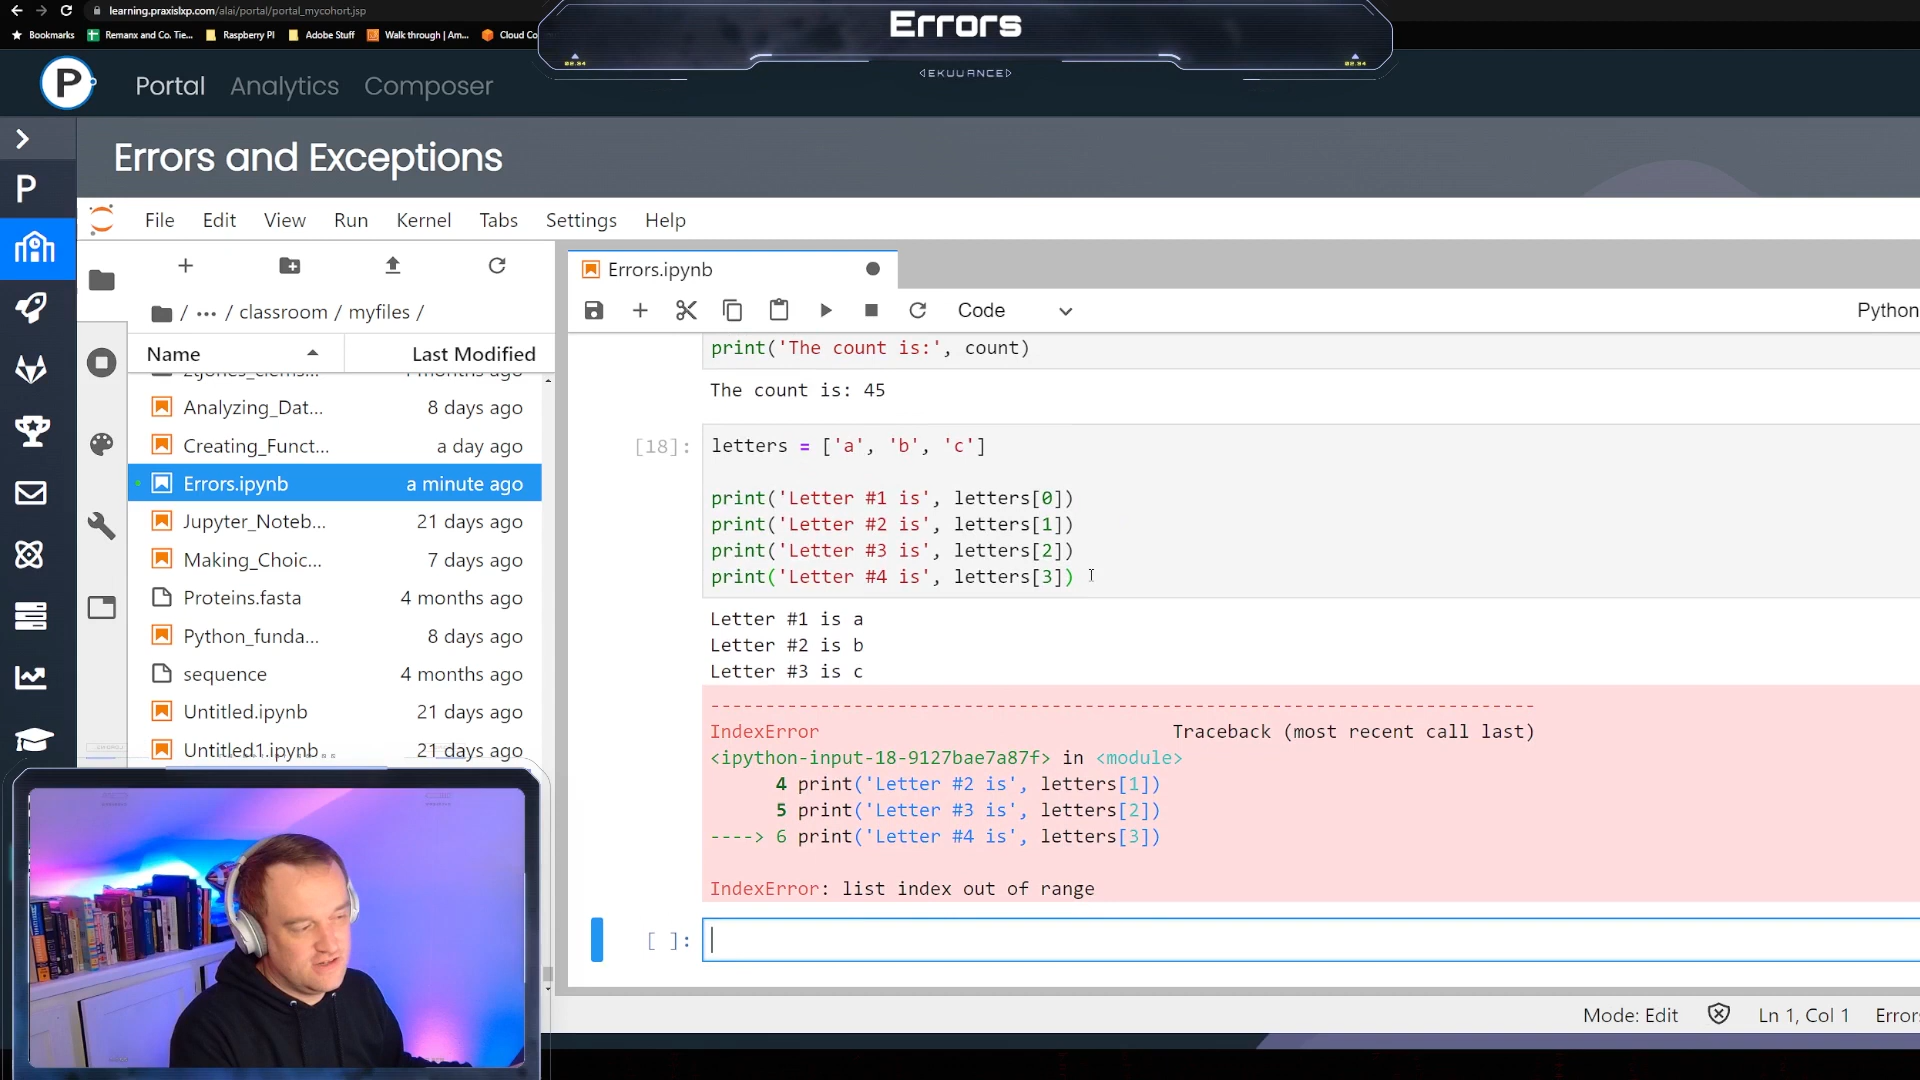 learning.praxislxp.com/alai/portal/portal_mycohort.jsp
Bookmarks
Remanx and Co. Tie...
Raspberry PI
Adobe Stuff
Walk through | Am...
Cloud Co
Errors
EKUUANCE
P
Portal
Analytics
Composer
Errors and Exceptions
P
File Edit View Run Kernel Tabs Settings Help
Errors.ipynb
Code
Python
/ ... / classroom / myfiles /
Name
Last Modified
Analyzing_Dat... 8 days ago
Creating_Funct... a day ago
Errors.ipynb a minute ago
Jupyter_Noteb... 21 days ago
Making_Choic... 7 days ago
Proteins.fasta 4 months ago
Python_funda... 8 days ago
sequence 4 months ago
Untitled.ipynb 21 days ago
Untitled1.ipynb 21 days ago
print('The count is:', count)
The count is: 45
[18]: letters = ['a', 'b', 'c']
print('Letter #1 is', letters[0])
print('Letter #2 is', letters[1])
print('Letter #3 is', letters[2])
print('Letter #4 is', letters[3])
Letter #1 is a
Letter #2 is b
Letter #3 is c
---------------------------------------------------------------------------
IndexError Traceback (most recent call last)
<ipython-input-18-9127bae7a87f> in <module>
4 print('Letter #2 is', letters[1])
5 print('Letter #3 is', letters[2])
----> 6 print('Letter #4 is', letters[3])
IndexError: list index out of range
[ ]:
Mode: Edit
Ln 1, Col 1
Error